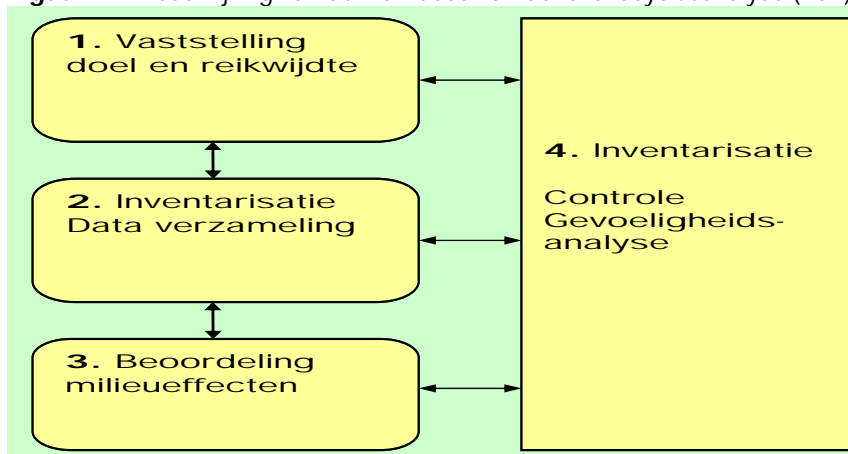 1. Vaststelling
doel en reikwijdte
2. Inventarisatie
Data verzameling
3. Beoordeling
milieueffecten
4. Inventarisatie
Controle
Gevoeligheids-
analyse